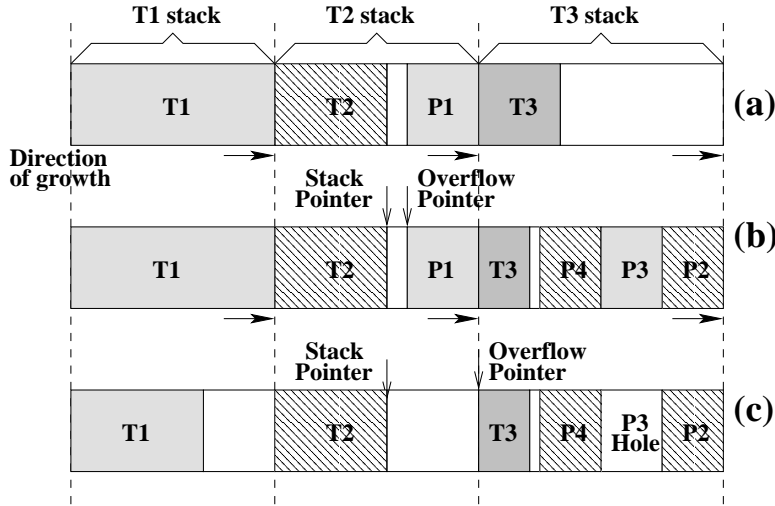 T1 stack T2 stack T3 stack
T1 T2 P1 T3 (a)
Direction
of growth
Stack
Pointer
Overflow
Pointer
T1 T2 P1 T3 P4 P3 P2 (b)
Stack
Pointer
Overflow
Pointer
T1 T2 T3 P4 P3
Hole P2 (c)